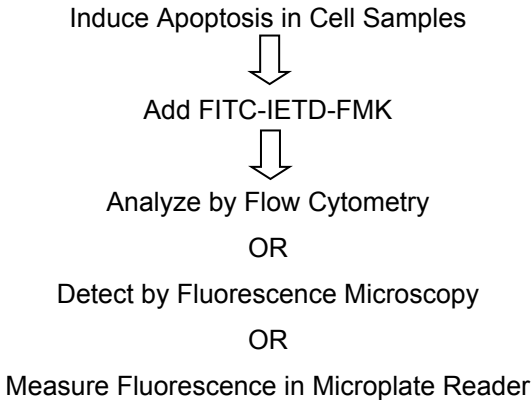 Induce Apoptosis in Cell Samples
Add FITC-IETD-FMK
Analyze by Flow Cytometry
OR
Detect by Fluorescence Microscopy
OR
Measure Fluorescence in Microplate Reader